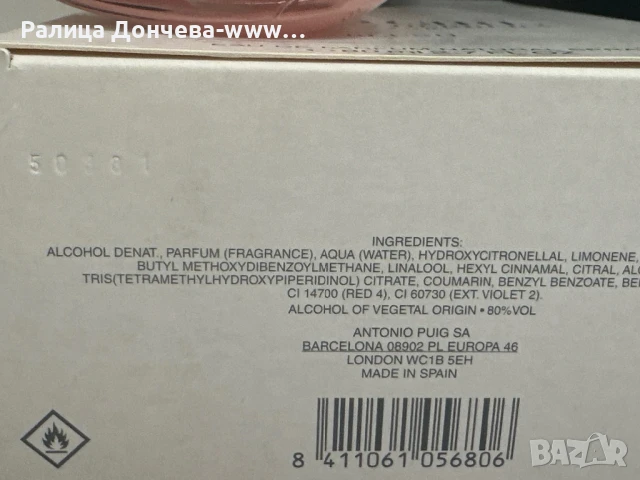 Ралица Дончева-www...
INGREDIENTS:
ALCOHOL DENAT., PARFUM (FRAGRANCE), AQUA (WATER), HYDROXYCITRONELLAL, LIMONENE,
BUTYL METHOXYDIBENZOYLMETHANE, LINALOOL, HEXYL CINNAMAL, CITRAL,
TRIS(TETRAMETHYLHYDROXYPIPERIDINOL) CITRATE, COUMARIN, BENZYL BENZOATE,
CI 14700 (RED 4), CI 60730 (EXT. VIOLET 2).
ALCOHOL OF VEGETAL ORIGIN • 80%VOL
ANTONIO PUIG SA
BARCELONA 08902 PL EUROPA 46
LONDON WC1B 5EH
MADE IN SPAIN
8 411061 056806
BAZAR